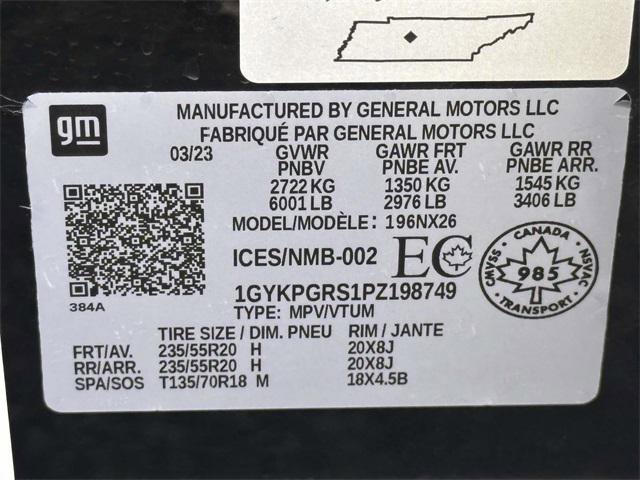 gm
MANUFACTURED BY GENERAL MOTORS LLC
FABRIQUÉ PAR GENERAL MOTORS LLC
03/23 GVWR GAWR FRT GAWR RR
PNBV PNBE AV. PNBE ARR.
2722 KG 1350 KG 1545 KG
6001 LB 2976 LB 3406 LB
MODEL/MODÈLE: 196NX26
ICES/NMB-002 EC
CANADA
CMVSS 985 NSVAC
TRANSPORT
384A
1GYKPGRS1PZ198749
TYPE: MPV/VTUM
TIRE SIZE / DIM. PNEU RIM / JANTE
FRT/AV. 235/55R20 H 20X8J
RR/ARR. 235/55R20 H 20X8J
SPA/SOS T135/70R18 M 18X4.5B